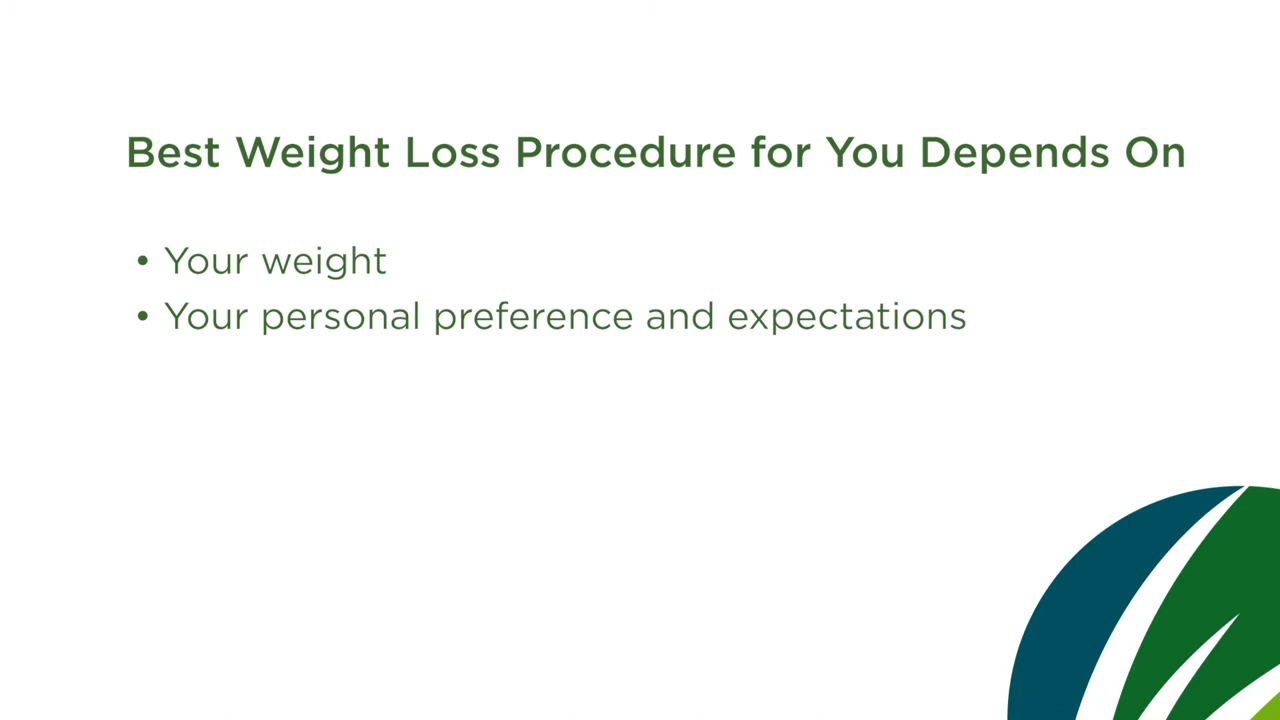 Best Weight Loss Procedure for You Depends On
• Your weight
• Your personal preference and expectations